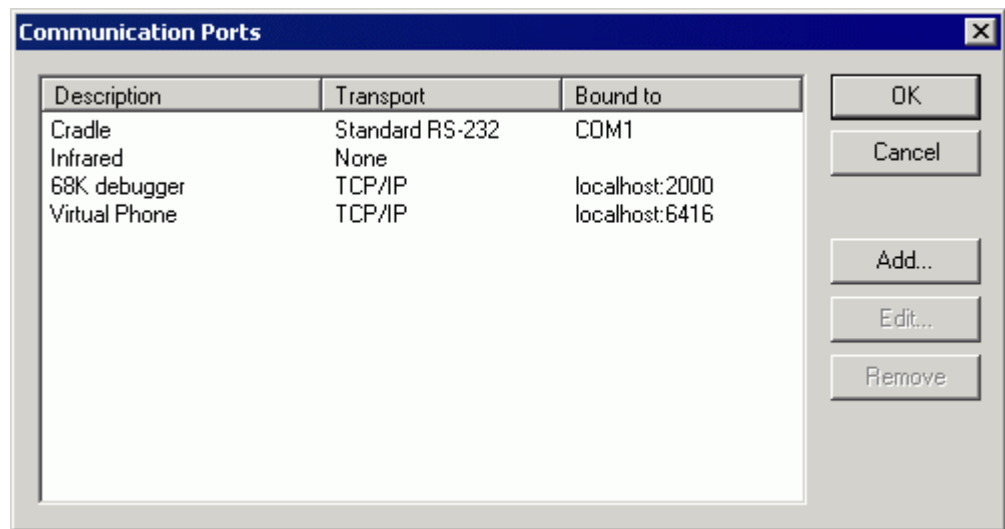 Communication Ports
Description Transport Bound to
Cradle Standard RS-232 COM1
Infrared None
68K debugger TCP/IP localhost:2000
Virtual Phone TCP/IP localhost:6416
OK
Cancel
Add...
Edit...
Remove